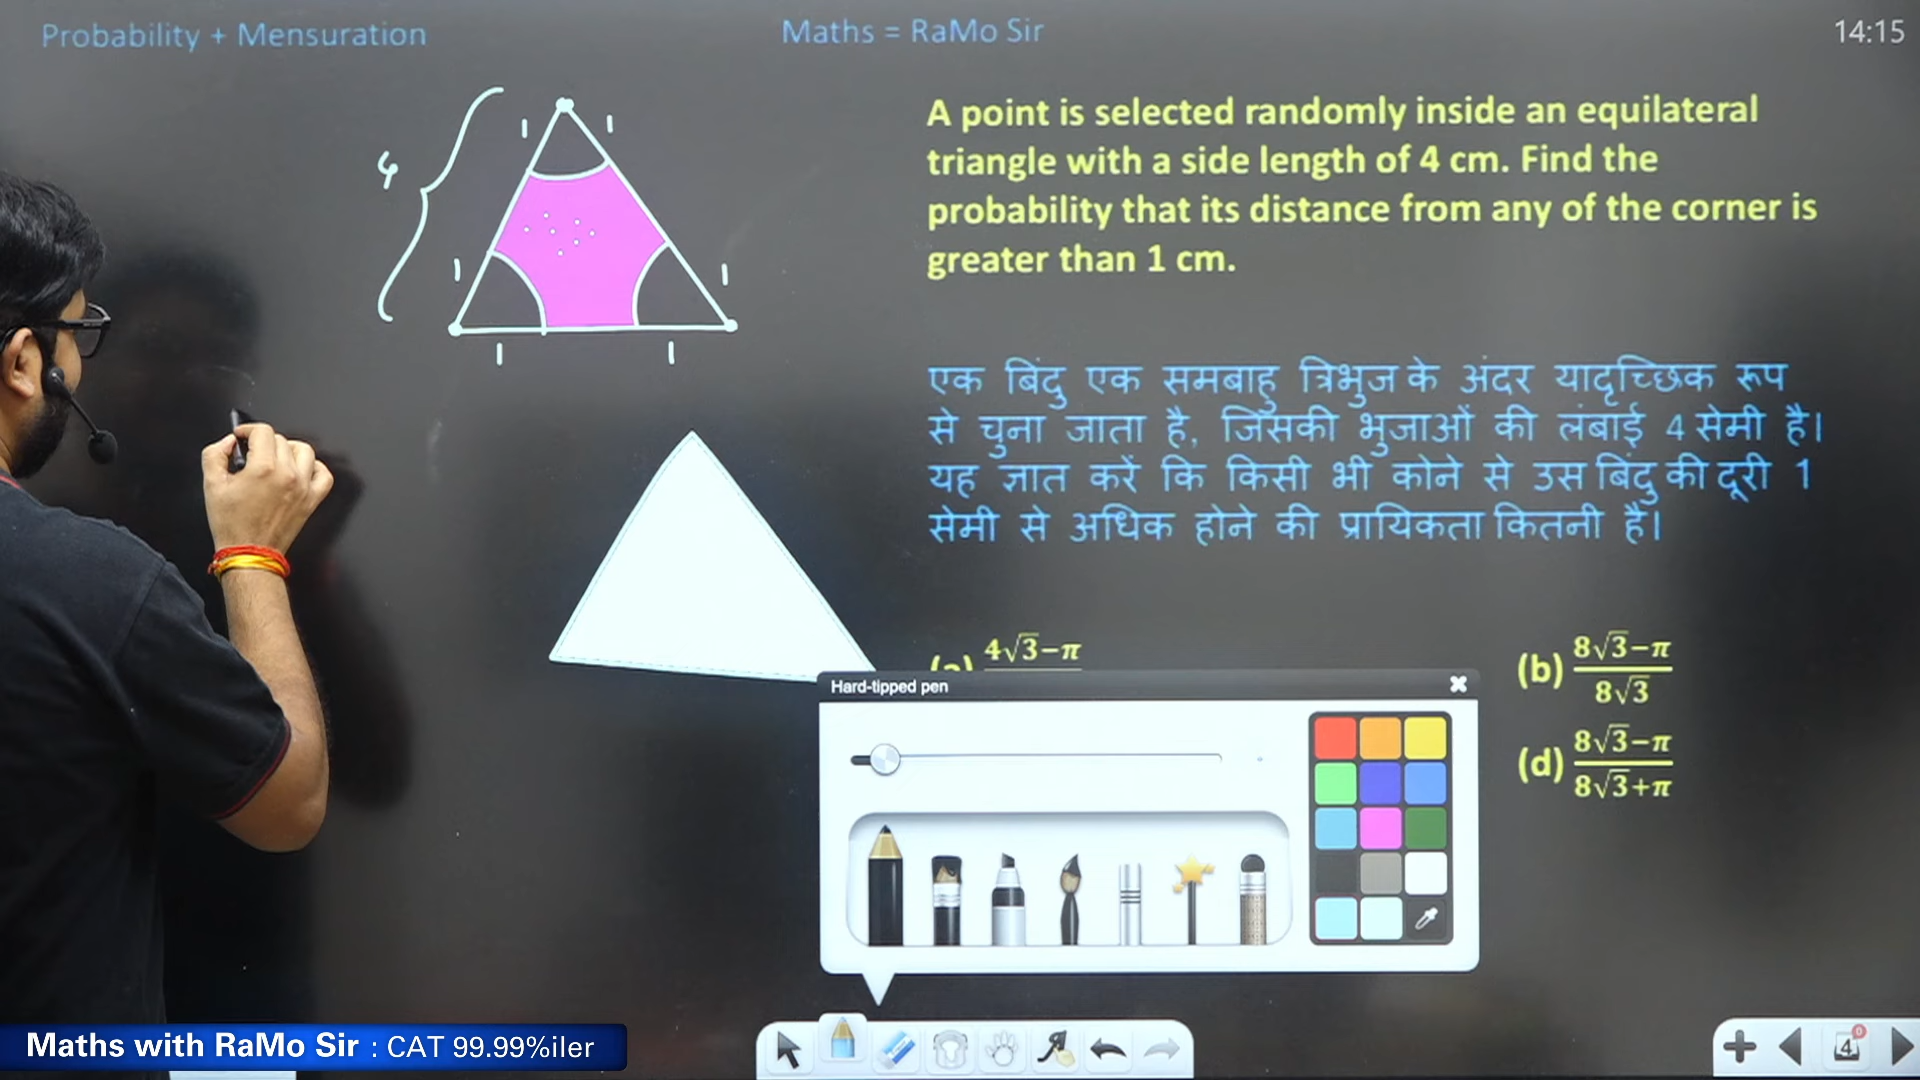 Probability + Mensuration
Maths = RaMo Sir
14:15
4
1 1
1 1
1 1
A point is selected randomly inside an equilateral
triangle with a side length of 4 cm. Find the
probability that its distance from any of the corner is
greater than 1 cm.
एक बिंदु एक समबाहु त्रिभुज के अंदर यादृच्छिक रूप
से चुना जाता है, जिसकी भुजाओं की लंबाई 4 सेमी है।
यह ज्ञात करें कि किसी भी कोने से उस बिंदु की दूरी 1
सेमी से अधिक होने की प्रायिकता कितनी है।
4√3−π
(b) 8√3−π / 8√3
(d) 8√3−π / 8√3+π
Hard-tipped pen
Maths with RaMo Sir : CAT 99.99%iler
4
0